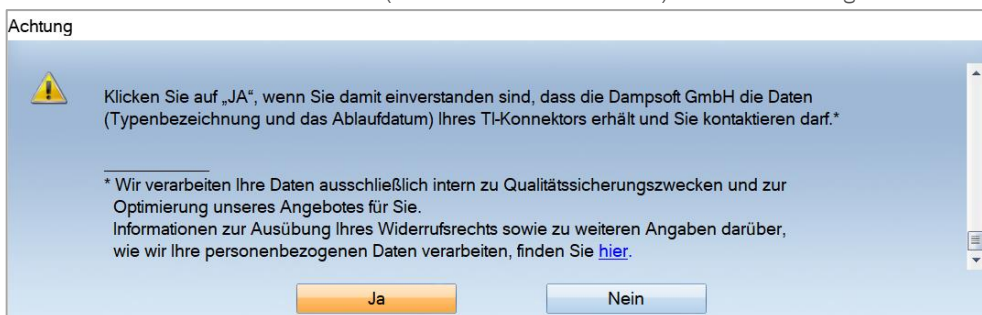 Achtung
Klicken Sie auf „JA“, wenn Sie damit einverstanden sind, dass die Dampsoft GmbH die Daten
(Typenbezeichnung und das Ablaufdatum) Ihres TI-Konnektors erhält und Sie kontaktieren darf.*
* Wir verarbeiten Ihre Daten ausschließlich intern zu Qualitätssicherungszwecken und zur
Optimierung unseres Angebotes für Sie.
Informationen zur Ausübung Ihres Widerrufsrechts sowie zu weiteren Angaben darüber,
wie wir Ihre personenbezogenen Daten verarbeiten, finden Sie hier.
Ja Nein